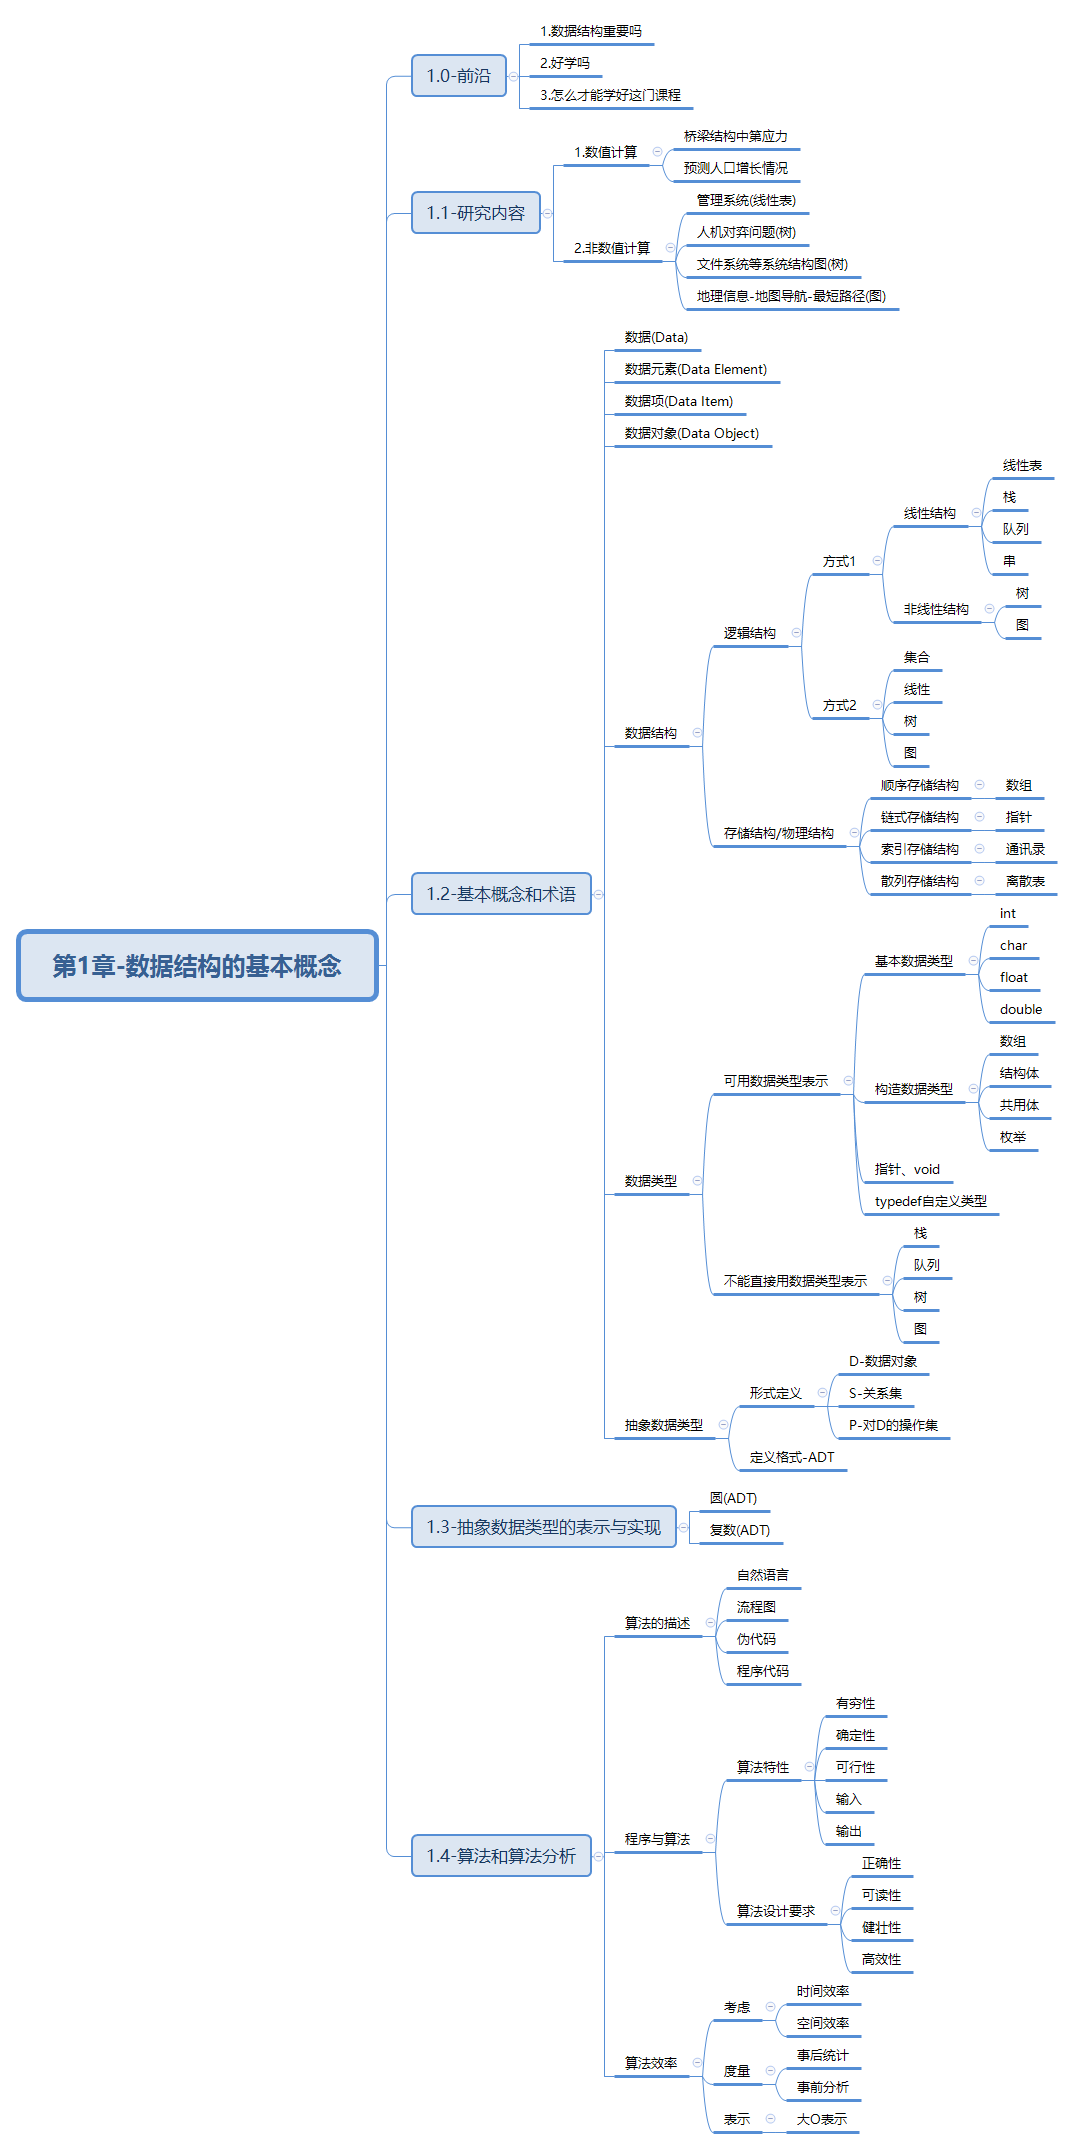 第1章-数据结构的基本概念
1.0-前沿
1.数据结构重要吗
2.好学吗
3.怎么才能学好这门课程
1.1-研究内容
1.数值计算
桥梁结构中第应力
预测人口增长情况
2.非数值计算
管理系统(线性表)
人机对弈问题(树)
文件系统等系统结构图(树)
地理信息-地图导航-最短路径(图)
1.2-基本概念和术语
数据(Data)
数据元素(Data Element)
数据项(Data Item)
数据对象(Data Object)
数据结构
逻辑结构
方式1
线性结构
线性表
栈
队列
串
非线性结构
树
图
方式2
集合
线性
树
图
存储结构/物理结构
顺序存储结构
数组
链式存储结构
指针
索引存储结构
通讯录
散列存储结构
离散表
数据类型
可用数据类型表示
基本数据类型
int
char
float
double
构造数据类型
数组
结构体
共用体
枚举
指针、void
typedef自定义类型
不能直接用数据类型表示
栈
队列
树
图
抽象数据类型
形式定义
D-数据对象
S-关系集
P-对D的操作集
定义格式-ADT
1.3-抽象数据类型的表示与实现
圆(ADT)
复数(ADT)
1.4-算法和算法分析
算法的描述
自然语言
流程图
伪代码
程序代码
程序与算法
算法特性
有穷性
确定性
可行性
输入
输出
算法设计要求
正确性
可读性
健壮性
高效性
算法效率
考虑
时间效率
空间效率
度量
事后统计
事前分析
表示
大O表示